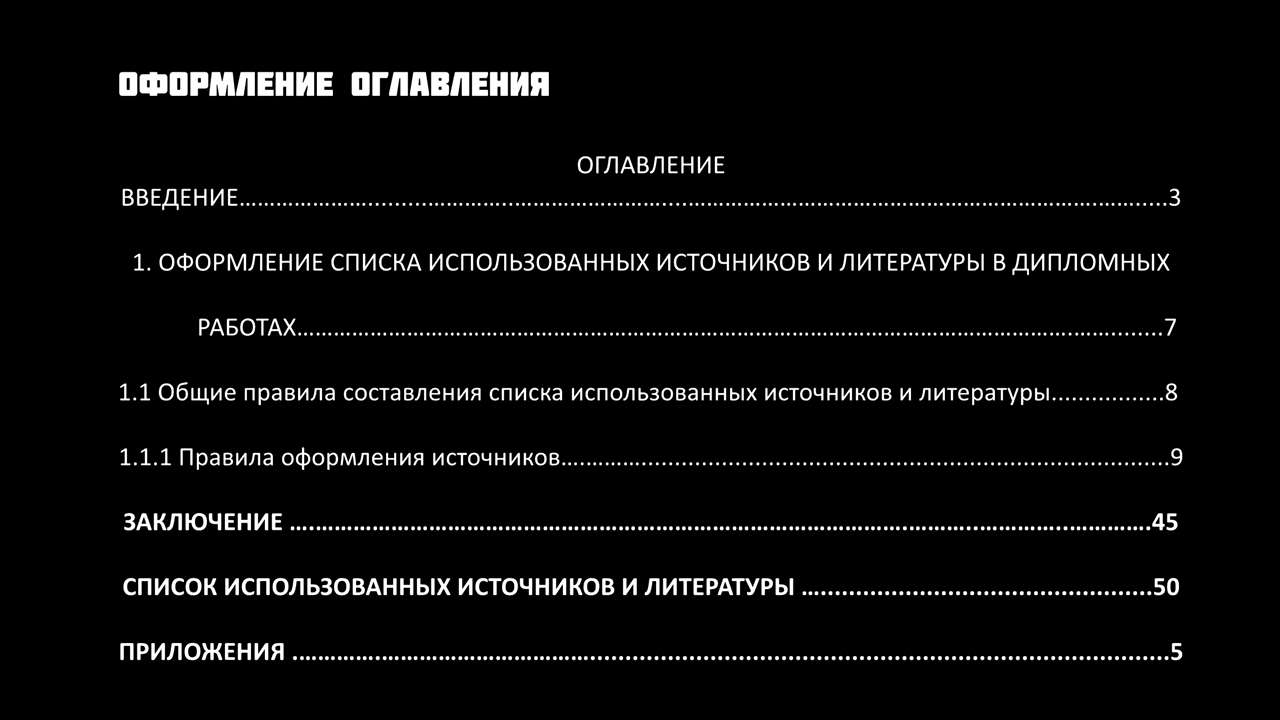 ОФОРМЛЕНИЕ ОГЛАВЛЕНИЯ
ОГЛАВЛЕНИЕ
ВВЕДЕНИЕ……………………………………………………………………………………………3
1. ОФОРМЛЕНИЕ СПИСКА ИСПОЛЬЗОВАННЫХ ИСТОЧНИКОВ И ЛИТЕРАТУРЫ В ДИПЛОМНЫХ
РАБОТАХ……………………………………………………………………………………………7
1.1 Общие правила составления списка использованных источников и литературы..................8
1.1.1 Правила оформления источников……………………………………………………………9
ЗАКЛЮЧЕНИЕ ……………………………………………………………………………………45
СПИСОК ИСПОЛЬЗОВАННЫХ ИСТОЧНИКОВ И ЛИТЕРАТУРЫ ……………………………50
ПРИЛОЖЕНИЯ ……………………………………………………………………………………5